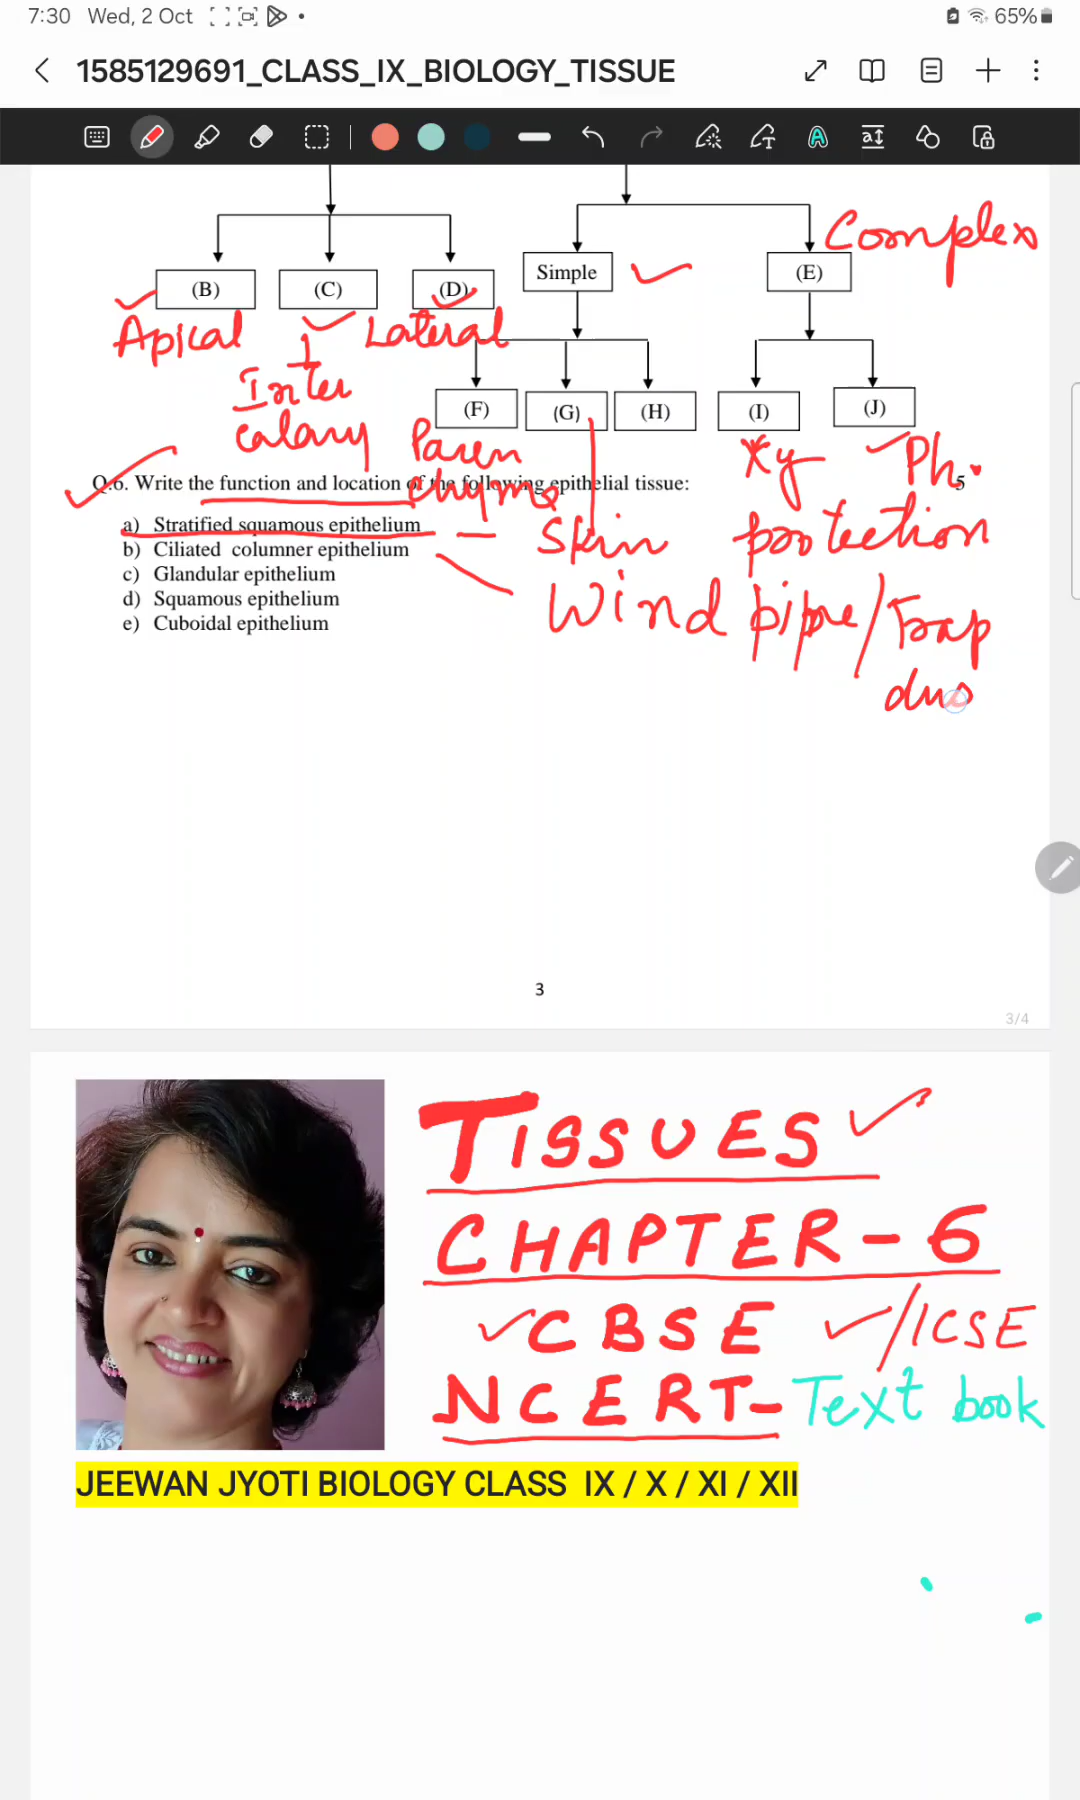 7:30 Wed, 2 Oct
65%
1585129691_CLASS_IX_BIOLOGY_TISSUE
Complex
Simple
(E)
(B)
(C)
(D)
Apical
Lateral
Inter
calary
(F)
(G)
(H)
(I)
(J)
Paren
chyma
Xy
Ph.
Q.6. Write the function and location of the following epithelial tissue:
5
a) Stratified squamous epithelium
Skin protection
b) Ciliated columner epithelium
c) Glandular epithelium
Wind pipe/Trap
d) Squamous epithelium
e) Cuboidal epithelium
dus
3
3/4
TISSUES
CHAPTER-6
CBSE /ICSE
NCERT-Text book
JEEWAN JYOTI BIOLOGY CLASS IX / X / XI / XII